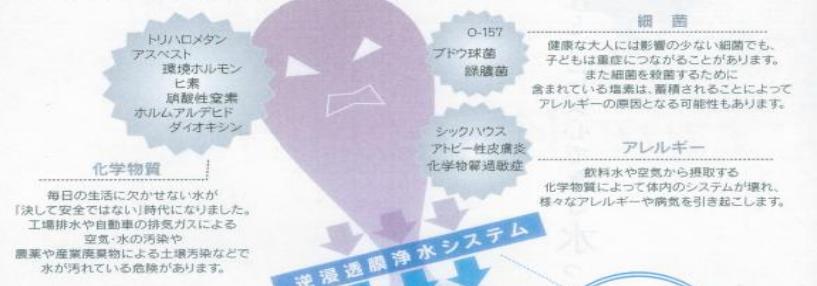 トリハロメタン
アスベスト
環境ホルモン
ヒ素
硝酸性窒素
ホルムアルデヒド
ダイオキシン
化学物質
毎日の生活に欠かせない水が
「決して安全ではない」時代になりました。
工場排水や自動車の排気ガスによる
空気・水の汚染や
農薬や産業廃棄物による土壌汚染などで
水が汚れている危険があります。
O-157
ブドウ球菌
緑膿菌
シックハウス
アトピー性皮膚炎
化学物質過敏症
細菌
健康な大人には影響の少ない細菌でも、
子どもは重症につながることがあります。
また細菌を殺菌するために
含まれている塩素は、蓄積されることによって
アレルギーの原因となる可能性もあります。
アレルギー
飲料水や空気から摂取する
化学物質によって体内のシステムが壊れ、
様々なアレルギーや病気を引き起こします。
逆浸透膜浄水システム